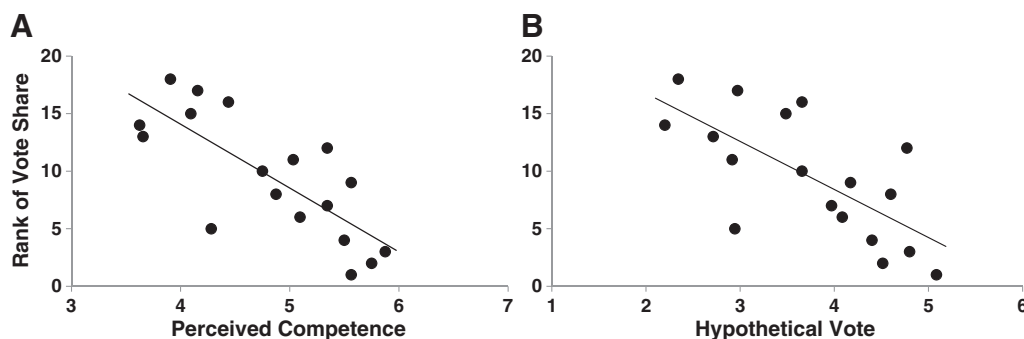 A
Rank of Vote Share
20
15
10
5
0
3 4 5 6 7
Perceived Competence
B
20
15
10
5
0
1 2 3 4 5 6
Hypothetical Vote